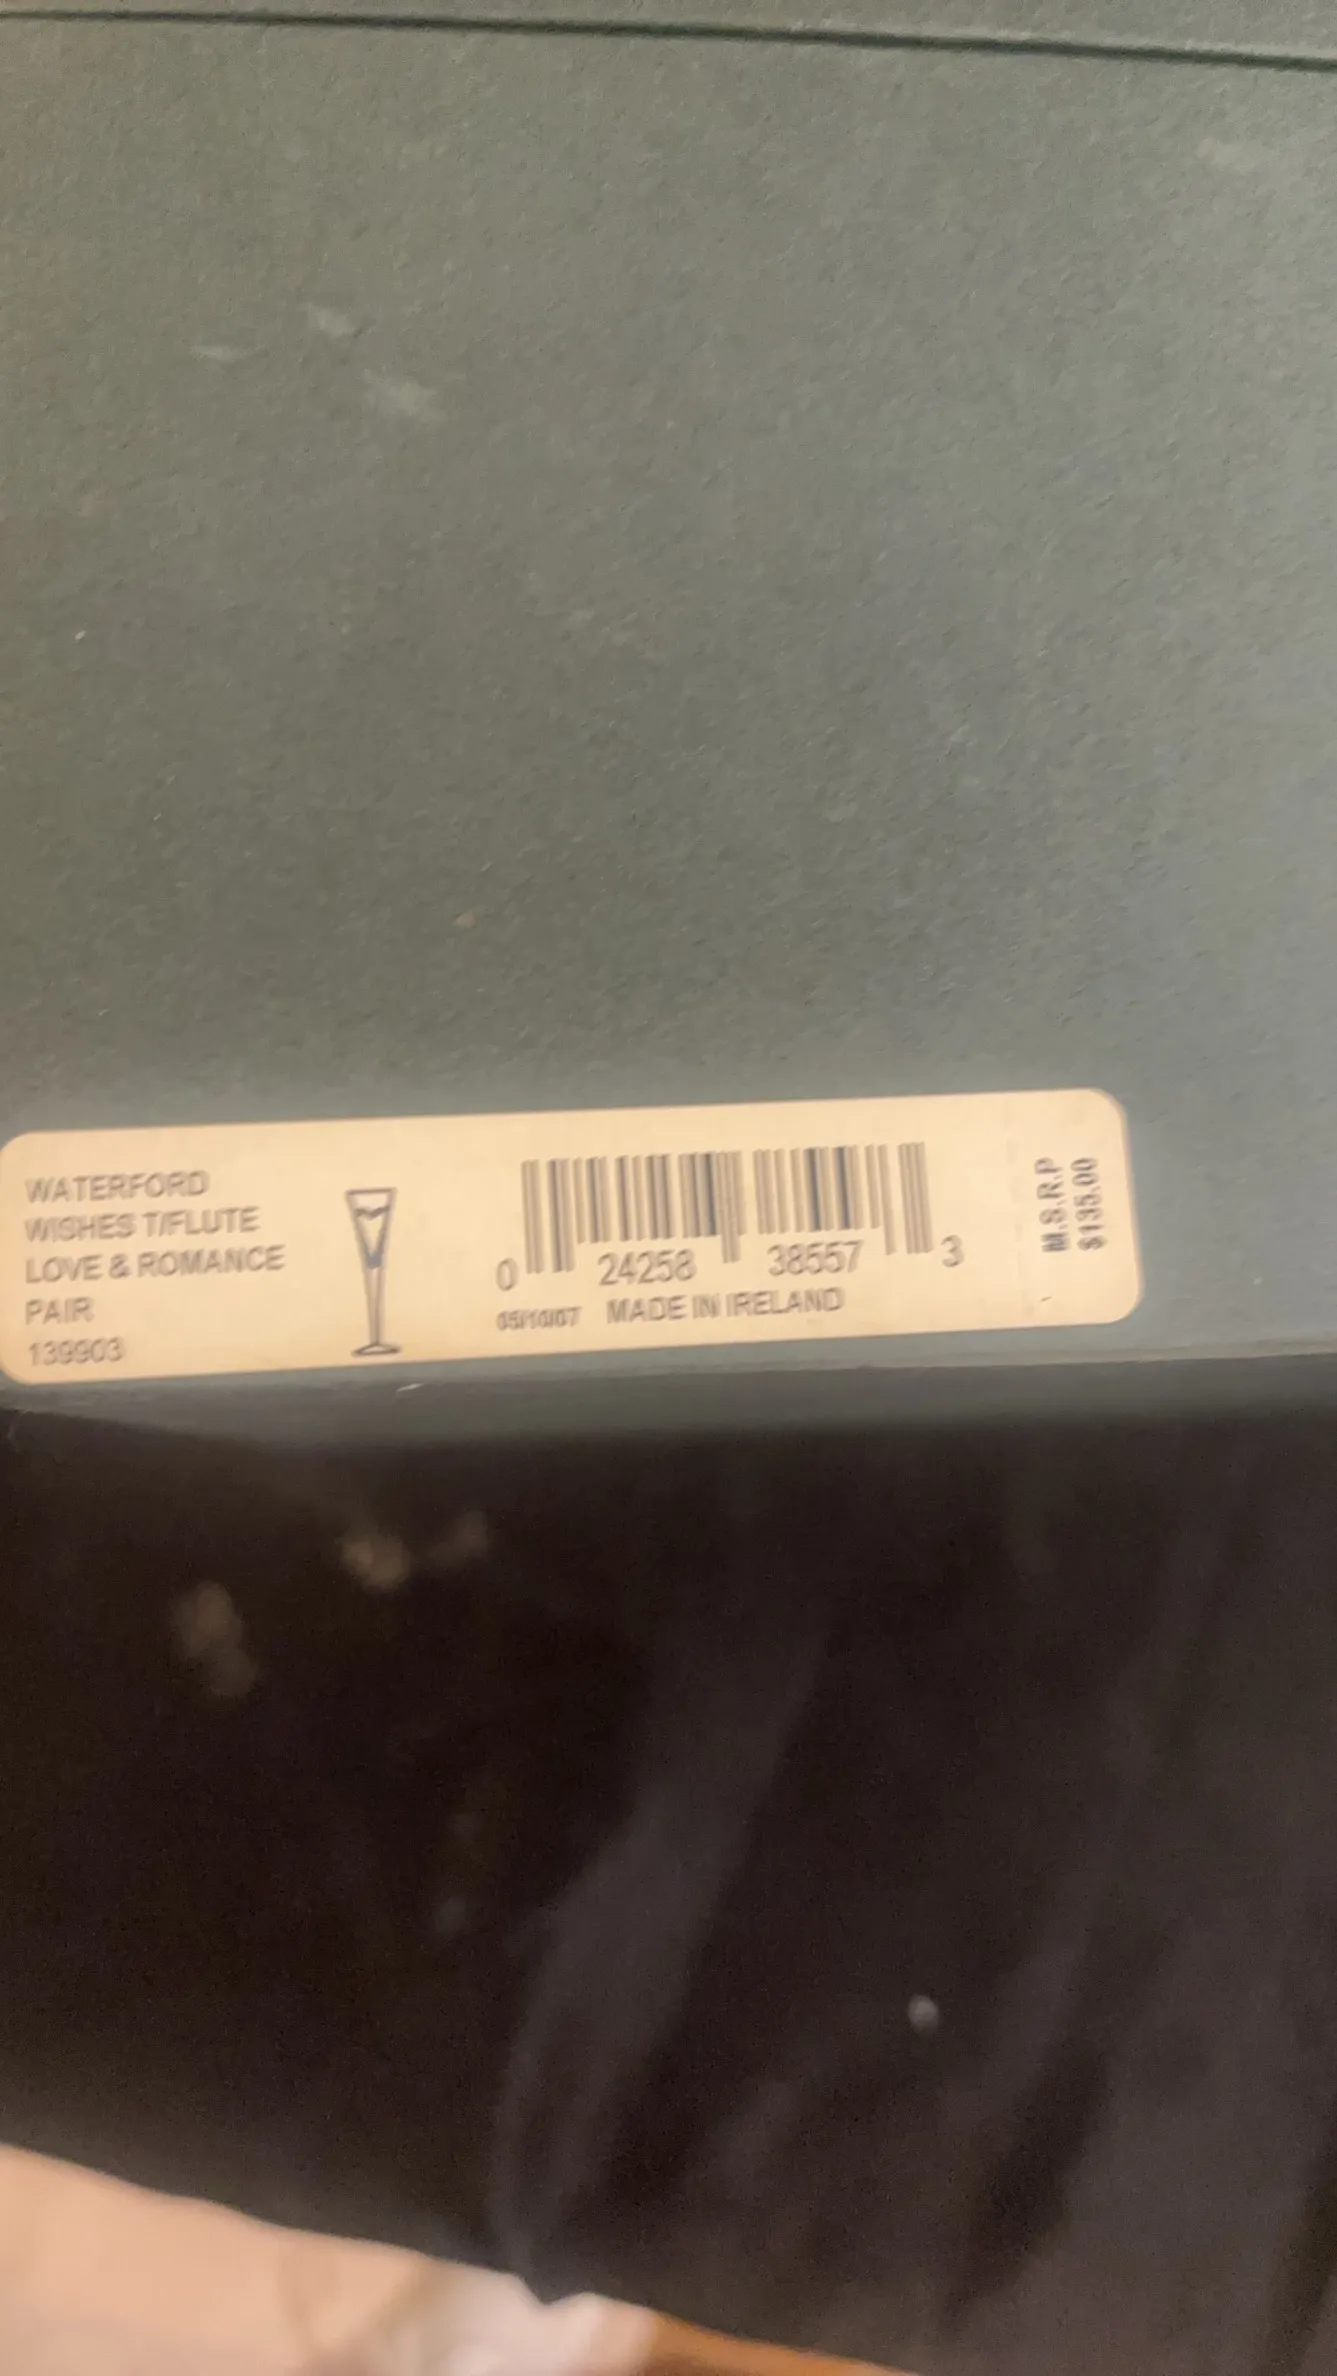 WATERFORD
WISHES T/FLUTE
LOVE & ROMANCE
PAIR
139903
0 24258 38557 3
05/10/07 MADE IN IRELAND
M.S.R.P
$135.00